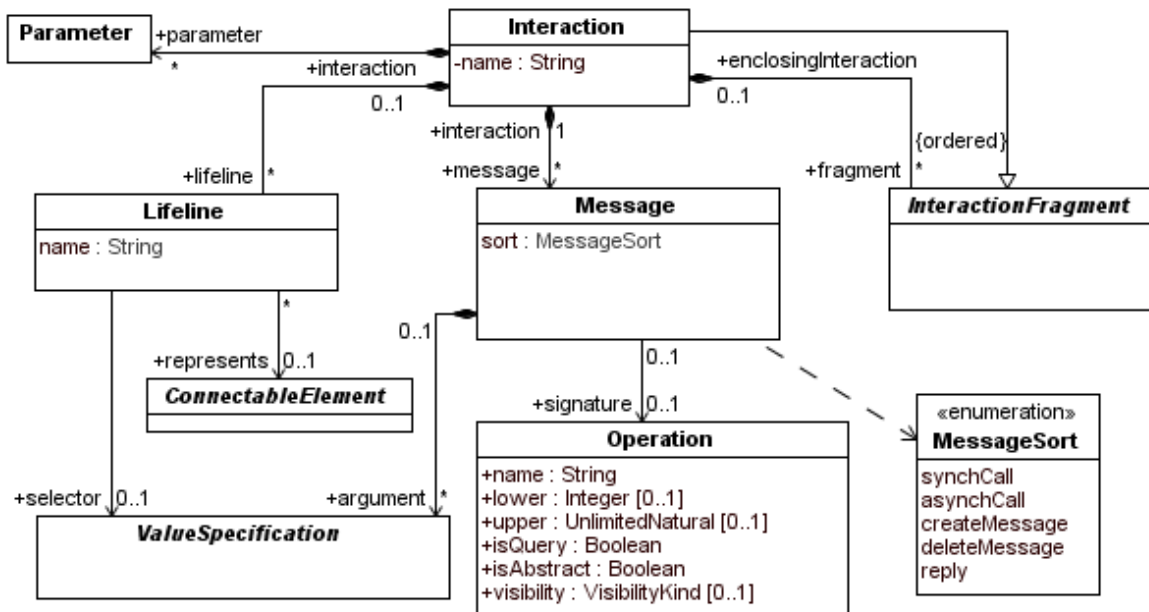 Parameter
+parameter
*
Interaction
-name : String
+interaction
0..1
+enclosingInteraction
0..1
+interaction
1
{ordered}
+lifeline
*
+message
*
+fragment
*
Lifeline
name : String
Message
sort : MessageSort
InteractionFragment
*
0..1
+represents
0..1
0..1
ConnectableElement
+signature
0..1
«enumeration»
MessageSort
synchCall
asynchCall
createMessage
deleteMessage
reply
Operation
+name : String
+lower : Integer [0..1]
+upper : UnlimitedNatural [0..1]
+isQuery : Boolean
+isAbstract : Boolean
+visibility : VisibilityKind [0..1]
+selector
0..1
+argument
*
ValueSpecification